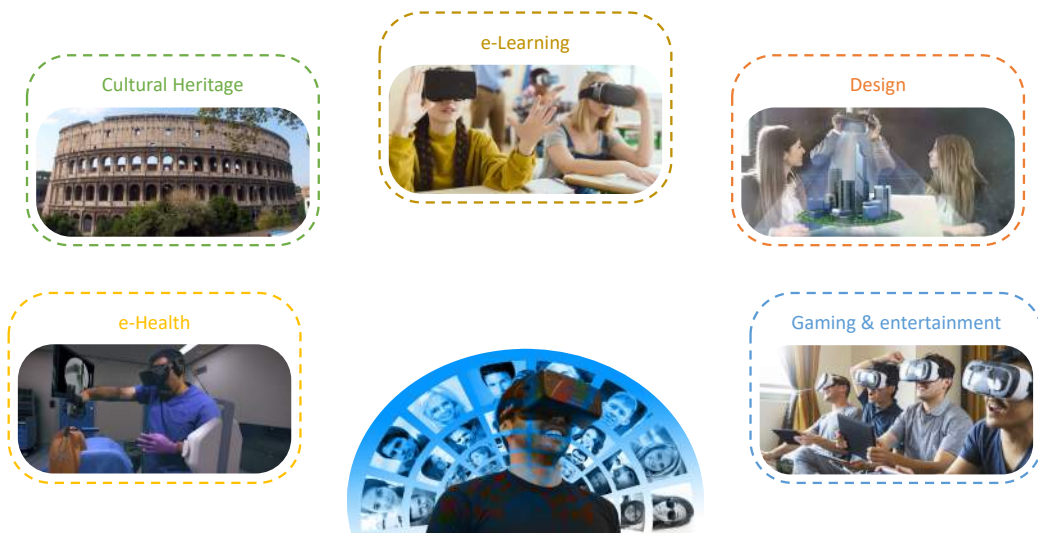 e-Learning
Cultural Heritage
Design
e-Health
Gaming & entertainment